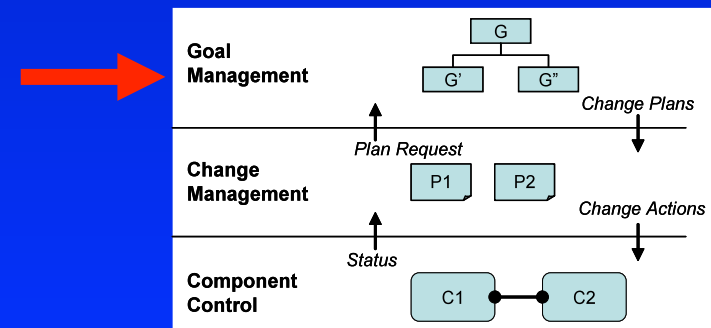 Goal
Management
G
G'
G"
Change Plans
Plan Request
Change
Management
P1
P2
Change Actions
Status
Component
Control
C1
C2